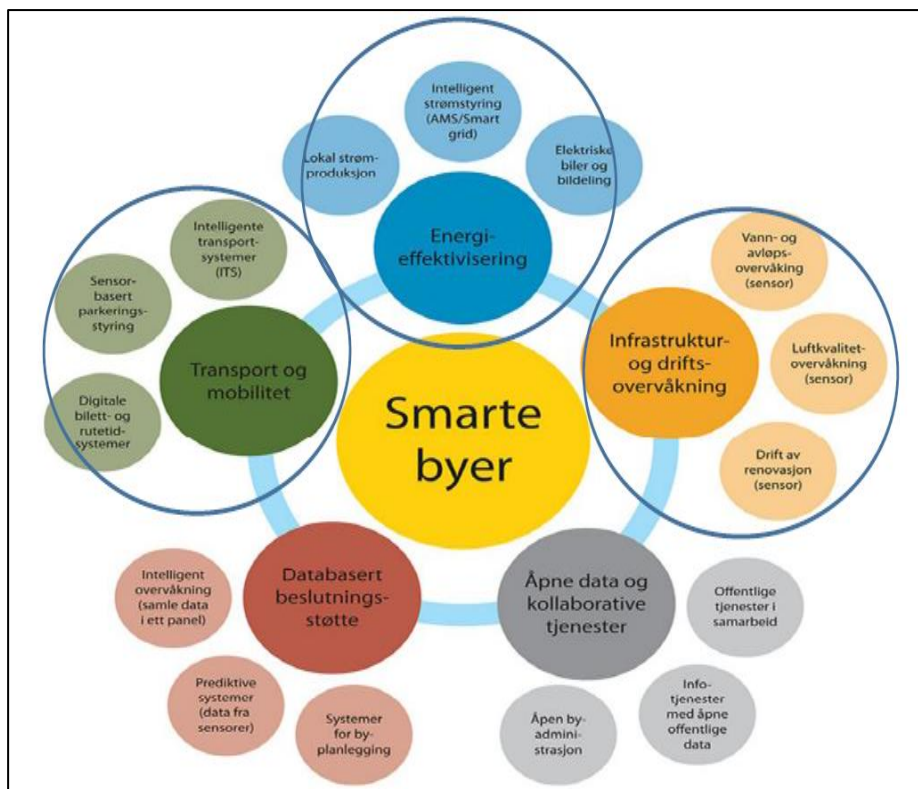 Intelligent
strømstyring
(AMS/Smart
grid)
Lokal strøm-
produksjon
Elektriske
biler og
bildeling
Energi-
effektivisering
Intelligente
transport-
systemer
(ITS)
Sensor-
basert
parkerings-
styring
Digitale
bilett- og
rutetid-
systemer
Transport og
mobilitet
Vann- og
avløps-
overvåking
(sensor)
Luftkvalitet-
overvåkning
(sensor)
Drift av
renovasjon
(sensor)
Infrastruktur-
og drifts-
overvåkning
Smarte
byer
Databasert
beslutnings-
støtte
Intelligent
overvåkning
(samle data
i ett panel)
Prediktive
systemer
(data fra
sensorer)
Systemer
for by-
planlegging
Åpne data og
kollaborative
tjenester
Offentlige
tjenester i
samarbeid
Info-
tjenester
med åpne
offentlige
data
Åpen by-
admini-
strasjon